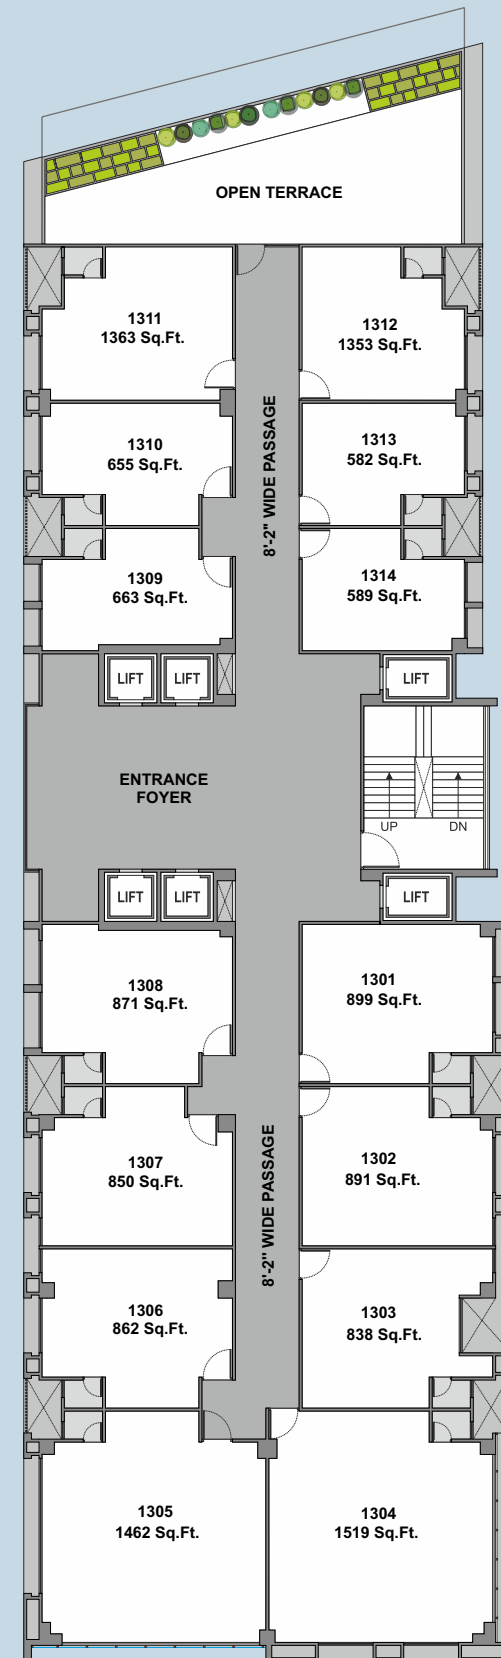 OPEN TERRACE
1311
1363 Sq.Ft.
1312
1353 Sq.Ft.
1310
655 Sq.Ft.
8'-2" WIDE PASSAGE
1313
582 Sq.Ft.
1309
663 Sq.Ft.
1314
589 Sq.Ft.
LIFT
LIFT
LIFT
ENTRANCE
FOYER
UP
DN
LIFT
LIFT
LIFT
1308
871 Sq.Ft.
1301
899 Sq.Ft.
1307
850 Sq.Ft.
8'-2" WIDE PASSAGE
1302
891 Sq.Ft.
1306
862 Sq.Ft.
1303
838 Sq.Ft.
1305
1462 Sq.Ft.
1304
1519 Sq.Ft.